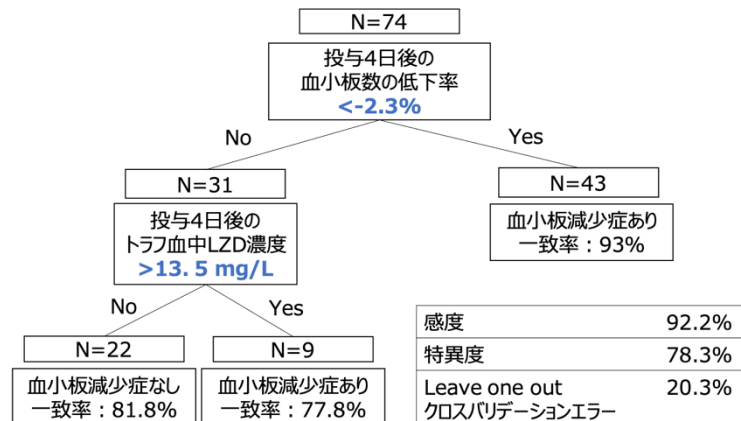 N=74
投与4日後の
血小板数の低下率
<-2.3%
No
Yes
N=31
投与4日後の
トラフ血中LZD濃度
>13. 5 mg/L
N=43
血小板減少症あり
一致率：93%
No
Yes
N=22
血小板減少症なし
一致率：81.8%
N=9
血小板減少症あり
一致率：77.8%
感度 92.2%
特異度 78.3%
Leave one out 20.3%
クロスバリデーションエラー